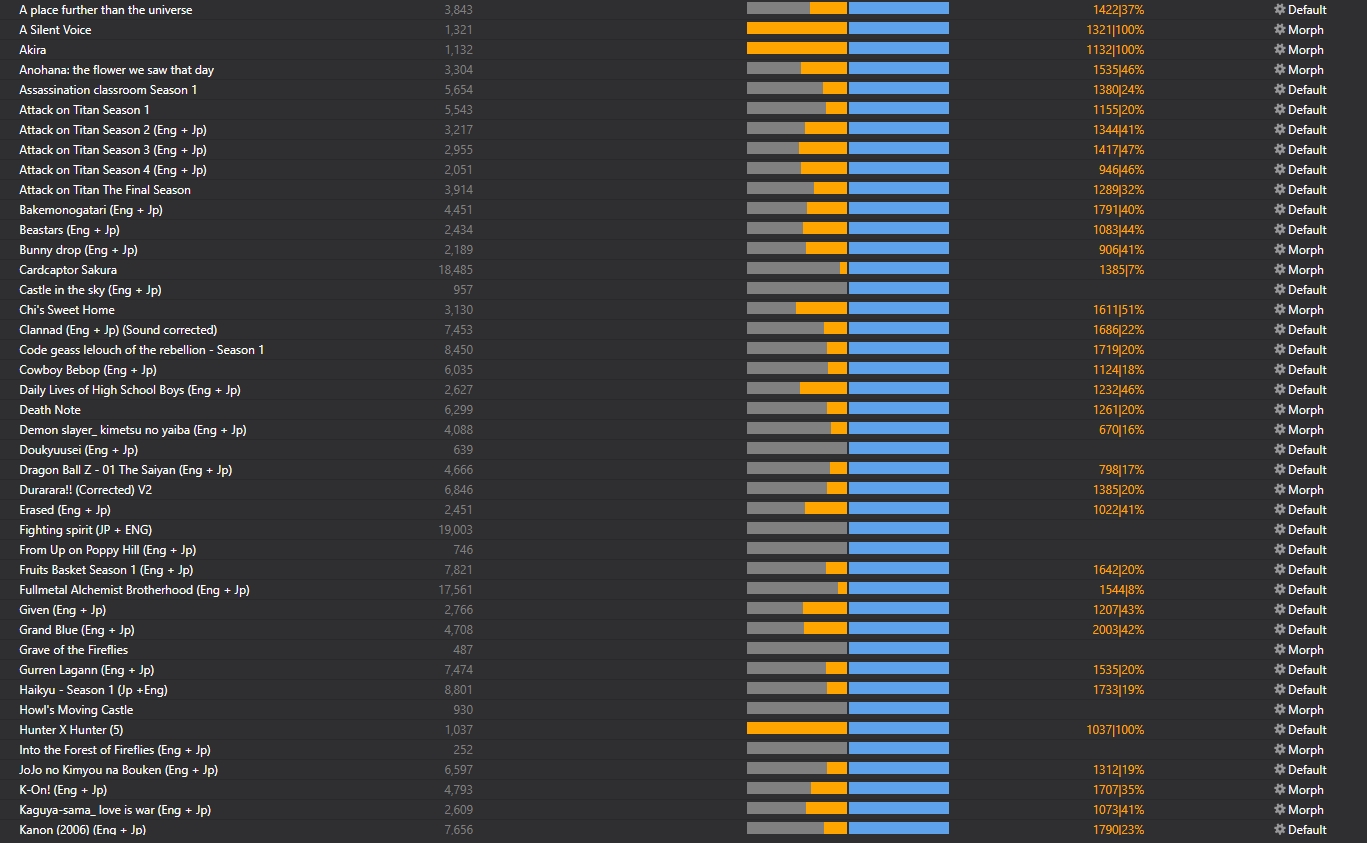 A place further than the universe 3,843 1422|37% Default
A Silent Voice 1,321 1321|100% Morph
Akira 1,132 1132|100% Morph
Anohana: the flower we saw that day 3,304 1535|46% Morph
Assassination classroom Season 1 5,654 1380|24% Default
Attack on Titan Season 1 5,543 1155|20% Default
Attack on Titan Season 2 (Eng + Jp) 3,217 1344|41% Default
Attack on Titan Season 3 (Eng + Jp) 2,955 1417|47% Default
Attack on Titan Season 4 (Eng + Jp) 2,051 946|46% Default
Attack on Titan The Final Season 3,914 1289|32% Default
Bakemonogatari (Eng + Jp) 4,451 1791|40% Default
Beastars (Eng + Jp) 2,434 1083|44% Default
Bunny drop (Eng + Jp) 2,189 906|41% Morph
Cardcaptor Sakura 18,485 1385|7% Morph
Castle in the sky (Eng + Jp) 957 Default
Chi's Sweet Home 3,130 1611|51% Morph
Clannad (Eng + Jp) (Sound corrected) 7,453 1686|22% Default
Code geass lelouch of the rebellion - Season 1 8,450 1719|20% Default
Cowboy Bebop (Eng + Jp) 6,035 1124|18% Default
Daily Lives of High School Boys (Eng + Jp) 2,627 1232|46% Default
Death Note 6,299 1261|20% Morph
Demon slayer_ kimetsu no yaiba (Eng + Jp) 4,088 670|16% Morph
Doukyuusei (Eng + Jp) 639 Default
Dragon Ball Z - 01 The Saiyan (Eng + Jp) 4,666 798|17% Default
Durarara!! (Corrected) V2 6,846 1385|20% Morph
Erased (Eng + Jp) 2,451 1022|41% Default
Fighting spirit (JP + ENG) 19,003 Default
From Up on Poppy Hill (Eng + Jp) 746 Default
Fruits Basket Season 1 (Eng + Jp) 7,821 1642|20% Default
Fullmetal Alchemist Brotherhood (Eng + Jp) 17,561 1544|8% Default
Given (Eng + Jp) 2,766 1207|43% Default
Grand Blue (Eng + Jp) 4,708 2003|42% Default
Grave of the Fireflies 487 Morph
Gurren Lagann (Eng + Jp) 7,474 1535|20% Default
Haikyu - Season 1 (Jp +Eng) 8,801 1733|19% Default
Howl's Moving Castle 930 Morph
Hunter X Hunter (5) 1,037 1037|100% Default
Into the Forest of Fireflies (Eng + Jp) 252 Morph
JoJo no Kimyou na Bouken (Eng + Jp) 6,597 1312|19% Default
K-On! (Eng + Jp) 4,793 1707|35% Morph
Kaguya-sama_ love is war (Eng + Jp) 2,609 1073|41% Morph
Kanon (2006) (Eng + Jp) 7,656 1790|23% Default